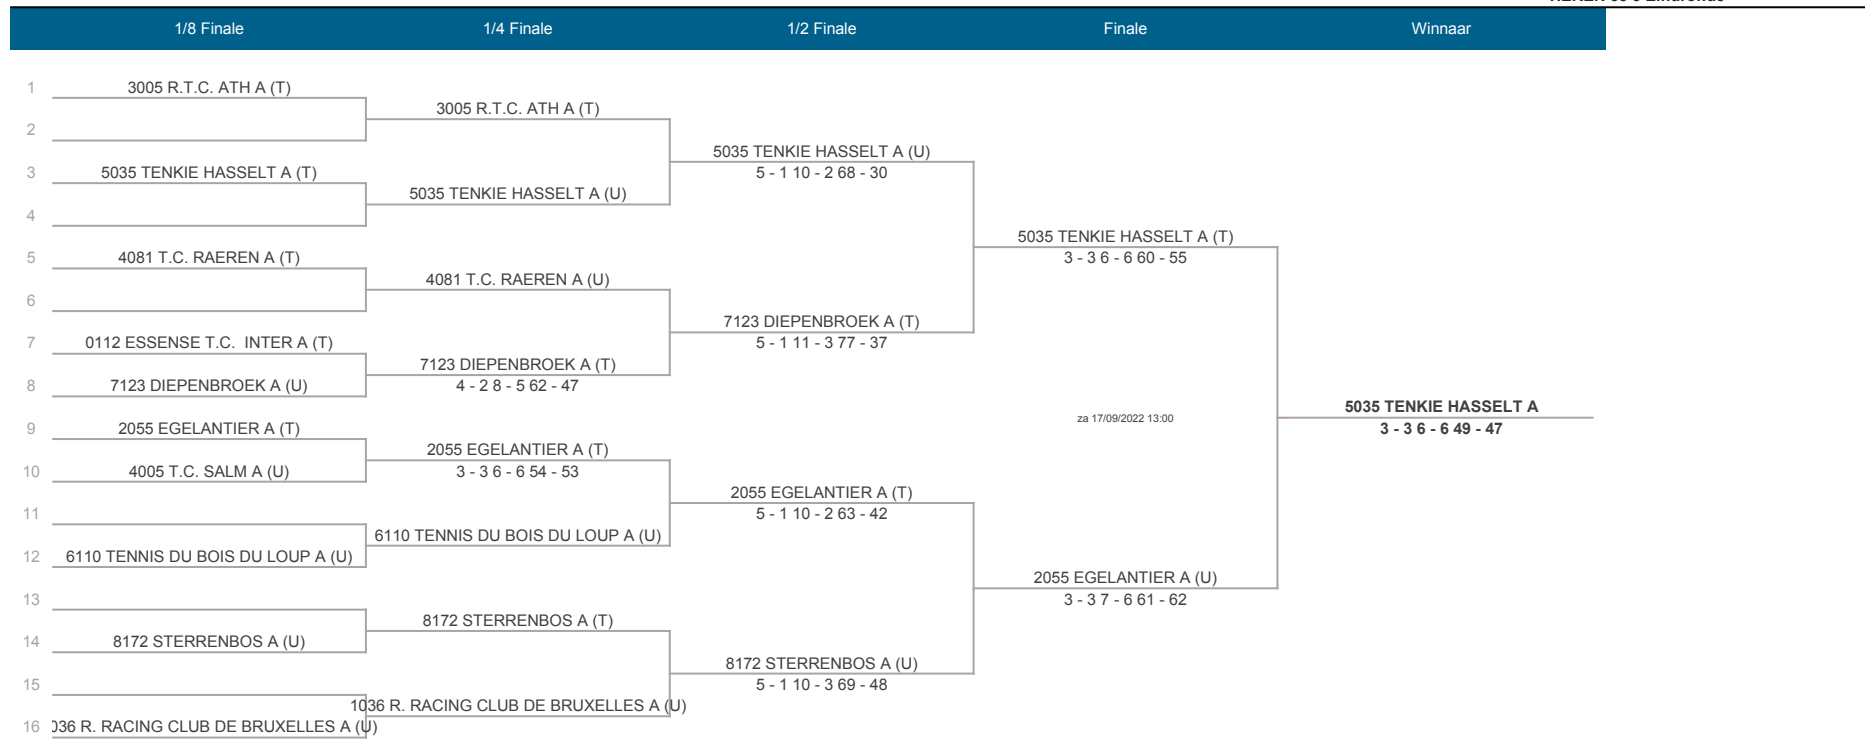 1/8 Finale 1/4 Finale 1/2 Finale Finale Winnaar
1 3005 R.T.C. ATH A (T)
3005 R.T.C. ATH A (T)
2
5035 TENKIE HASSELT A (U)
5 - 1 10 - 2 68 - 30
3 5035 TENKIE HASSELT A (T)
5035 TENKIE HASSELT A (U)
4
5035 TENKIE HASSELT A (T)
3 - 3 6 - 6 60 - 55
5 4081 T.C. RAEREN A (T)
4081 T.C. RAEREN A (U)
6
7123 DIEPENBROEK A (T)
5 - 1 11 - 3 77 - 37
7 0112 ESSENSE T.C. INTER A (T)
7123 DIEPENBROEK A (T)
4 - 2 8 - 5 62 - 47
8 7123 DIEPENBROEK A (U)
5035 TENKIE HASSELT A
za 17/09/2022 13:00
3 - 3 6 - 6 49 - 47
9 2055 EGELANTIER A (T)
2055 EGELANTIER A (T)
3 - 3 6 - 6 54 - 53
10 4005 T.C. SALM A (U)
2055 EGELANTIER A (T)
5 - 1 10 - 2 63 - 42
11
6110 TENNIS DU BOIS DU LOUP A (U)
12 6110 TENNIS DU BOIS DU LOUP A (U)
2055 EGELANTIER A (U)
3 - 3 7 - 6 61 - 62
13
8172 STERRENBOS A (T)
14 8172 STERRENBOS A (U)
8172 STERRENBOS A (U)
5 - 1 10 - 3 69 - 48
15
1036 R. RACING CLUB DE BRUXELLES A (U)
16 036 R. RACING CLUB DE BRUXELLES A (U)